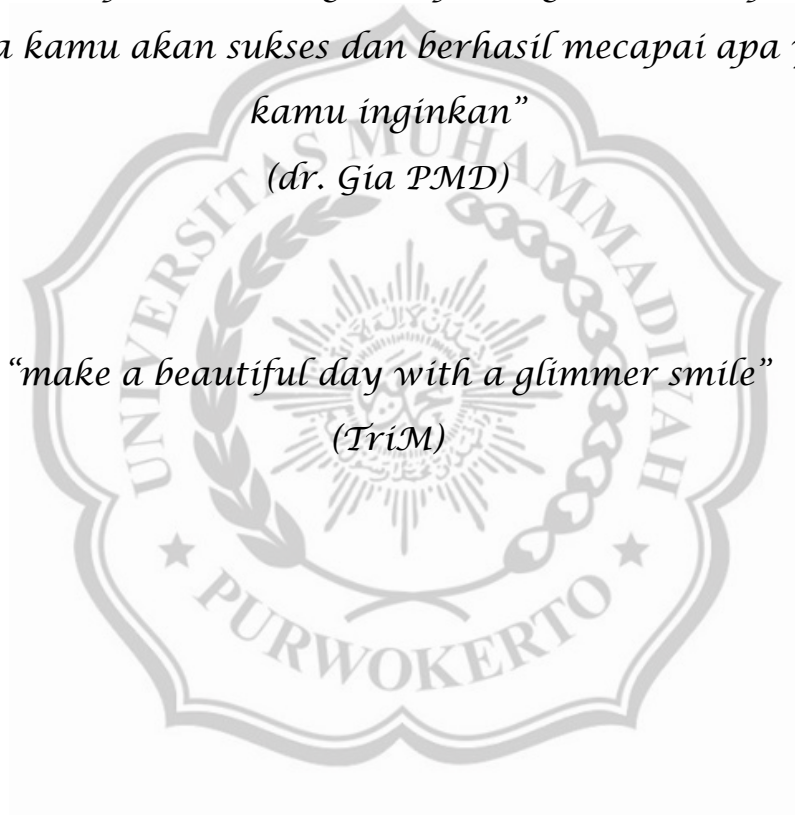 a kamu akan sukses dan berhasil mecapai apa
kamu inginkan”
(dr. Gia PMD)
“make a beautiful day with a glimmer smile”
(TriM)
UNIVERSITAS MUHAMMADIYAH
PURWOKERTO